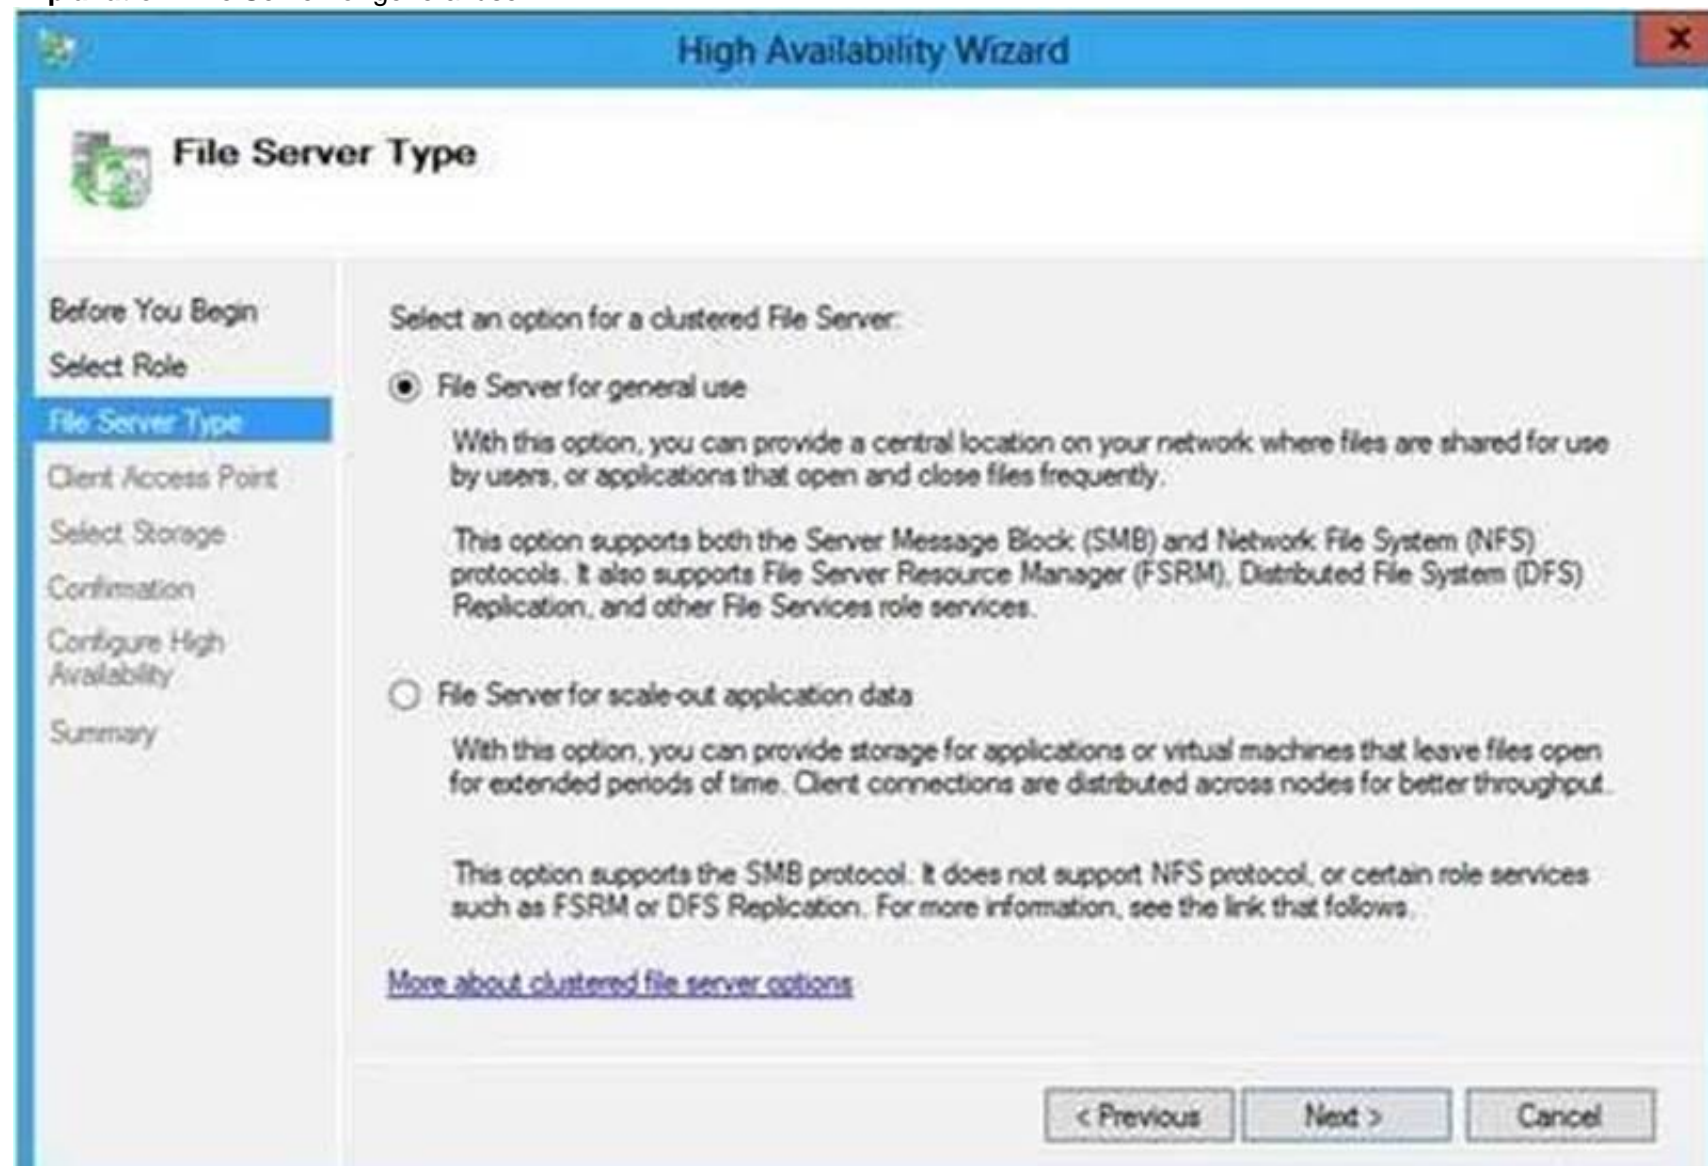 High Availability Wizard
File Server Type
Before You Begin
Select Role
File Server Type
Client Access Point
Select Storage
Confirmation
Configure High
Availability
Summary
Select an option for a clustered File Server:
File Server for general use
With this option, you can provide a central location on your network where files are shared for use
by users, or applications that open and close files frequently.
This option supports both the Server Message Block (SMB) and Network File System (NFS)
protocols. It also supports File Server Resource Manager (FSRM), Distributed File System (DFS)
Replication, and other File Services role services.
File Server for scale-out application data
With this option, you can provide storage for applications or virtual machines that leave files open
for extended periods of time. Client connections are distributed across nodes for better throughput.
This option supports the SMB protocol. It does not support NFS protocol, or certain role services
such as FSRM or DFS Replication. For more information, see the link that follows.
More about clustered file server options
< Previous
Next >
Cancel